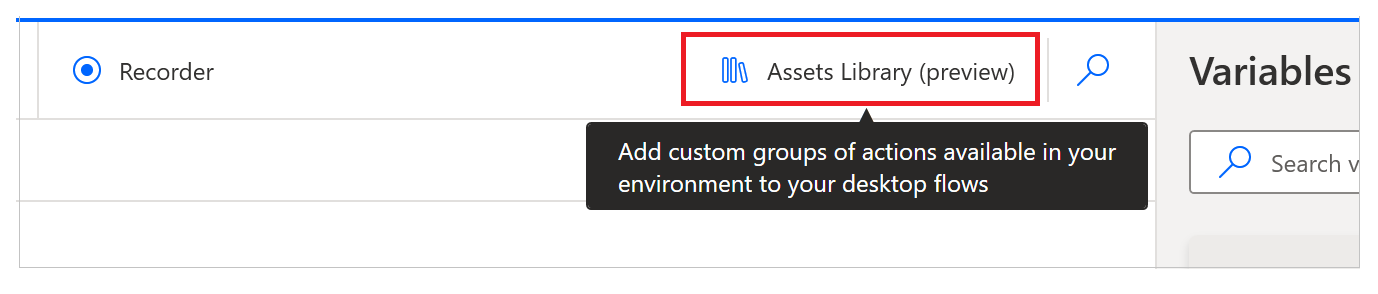 Recorder
Assets Library (preview)
Variables
Add custom groups of actions available in your
environment to your desktop flows
Search v